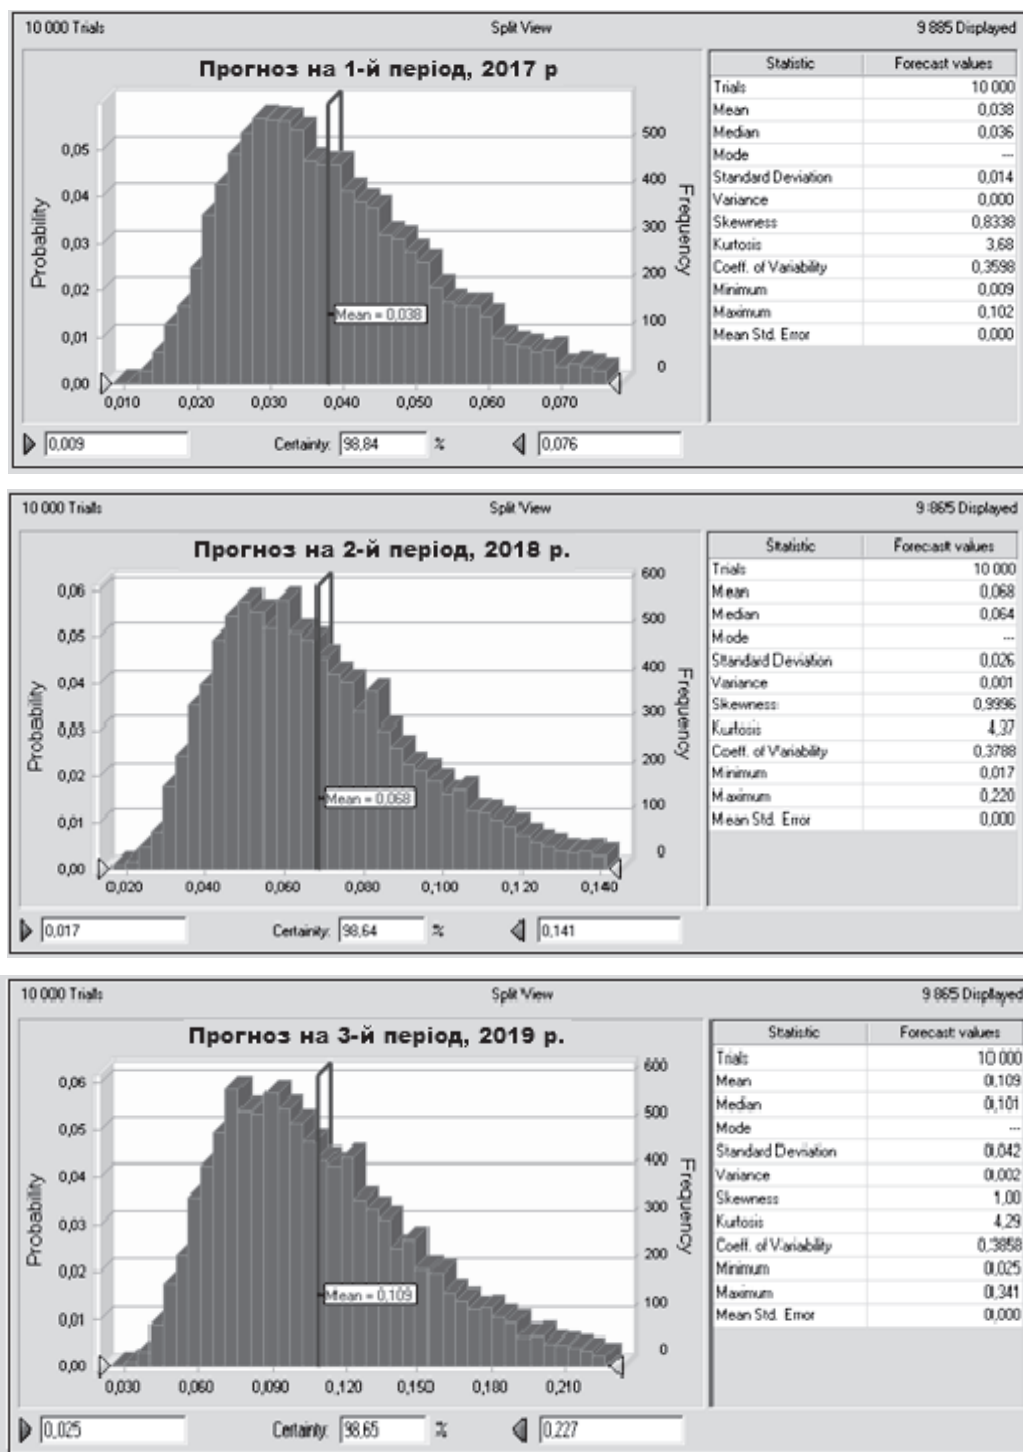 10 000 Trials Split View 9 885 Displayed
Прогноз на 1-й період, 2017 р
Probability
0,05
0,04
0,03
0,02
0,01
0,00
Mean = 0,038
500
400
300
200
100
0
Frequency
0,010 0,020 0,030 0,040 0,050 0,060 0,070
Statistic Forecast values
Trials 10 000
Mean 0,038
Median 0,036
Mode ---
Standard Deviation 0,014
Variance 0,000
Skewness 0,8338
Kurtosis 3,68
Coeff. of Variability 0,3598
Minimum 0,009
Maximum 0,102
Mean Std. Error 0,000
0,009 Certainty: 98,84 % 0,076
10 000 Trials Split View 9 865 Displayed
Прогноз на 2-й період, 2018 р.
Probability
0,06
0,05
0,04
0,03
0,02
0,01
0,00
Mean = 0,068
600
500
400
300
200
100
0
Frequency
0,020 0,040 0,060 0,080 0,100 0,120 0,140
Statistic Forecast values
Trials 10 000
Mean 0,068
Median 0,064
Mode ---
Standard Deviation 0,026
Variance 0,001
Skewness 0,9996
Kurtosis 4,37
Coeff. of Variability 0,3788
Minimum 0,017
Maximum 0,220
Mean Std. Error 0,000
0,017 Certainty: 98,64 % 0,141
10 000 Trials Split View 9 865 Displayed
Прогноз на 3-й період, 2019 р.
Probability
0,06
0,05
0,04
0,03
0,02
0,01
0,00
Mean = 0,109
600
500
400
300
200
100
0
Frequency
0,030 0,060 0,090 0,120 0,150 0,180 0,210
Statistic Forecast values
Trials 10 000
Mean 0,109
Median 0,101
Mode ---
Standard Deviation 0,042
Variance 0,002
Skewness 1,00
Kurtosis 4,29
Coeff. of Variability 0,3858
Minimum 0,025
Maximum 0,341
Mean Std. Error 0,000
0,025 Certainty: 98,65 % 0,227